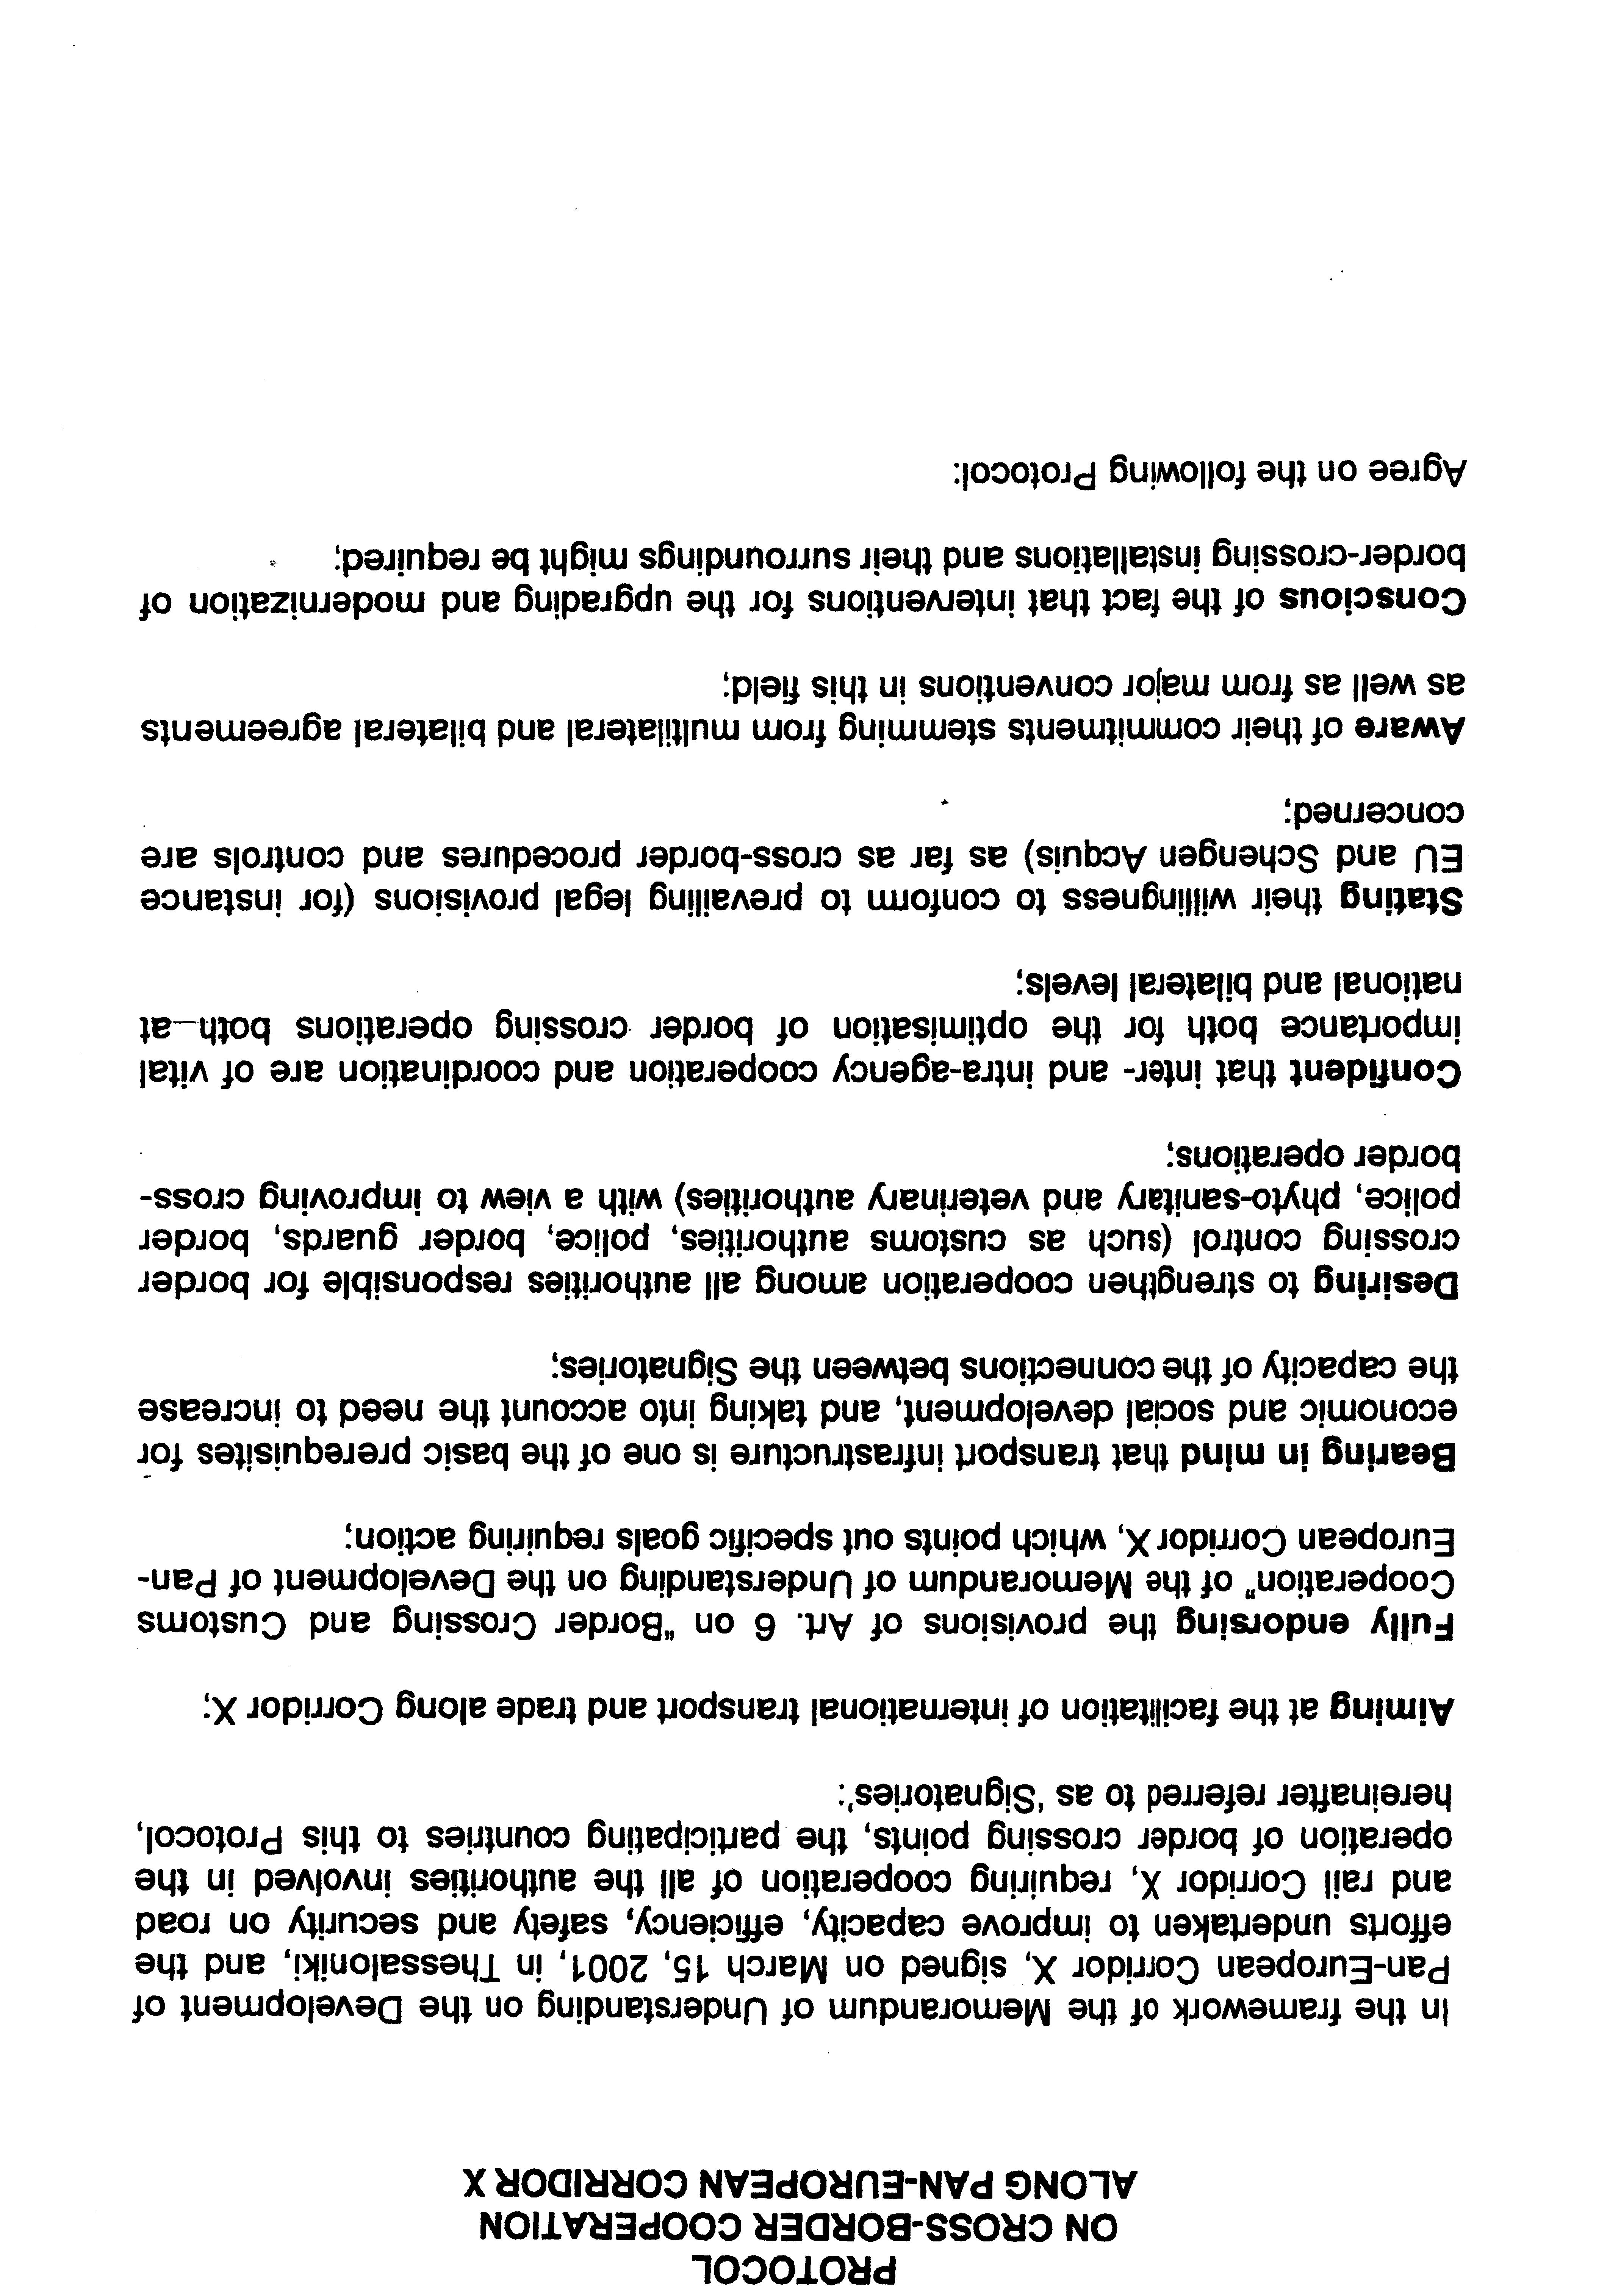 PROTOCOL
ON CROSS-BORDER COOPERATION
ALONG PAN-EUROPEAN CORRIDOR X
In the framework of the Memorandum of Understanding on the Development of
Pan-European Corridor X, signed on March 15, 2001, in Thessaloniki, and the
efforts undertaken to improve capacity, efficiency, safety and security on road
and rail Corridor X, requiring cooperation of all the authorities involved in the
operation of border crossing points, the participating countries to this Protocol,
hereinafter referred to as 'Signatories':
Aiming at the facilitation of international transport and trade along Corridor X;
Fully endorsing the provisions of Art. 6 on "Border Crossing and Customs
Cooperation" of the Memorandum of Understanding on the Development of Pan-
European Corridor X, which points out specific goals requiring action;
Bearing in mind that transport infrastructure is one of the basic prerequisites for
economic and social development, and taking into account the need to increase
the capacity of the connections between the Signatories;
Desiring to strengthen cooperation among all authorities responsible for border
crossing control (such as customs authorities, police, border guards, border
police, phyto-sanitary and veterinary authorities) with a view to improving cross-
border operations;
Confident that inter- and intra-agency cooperation and coordination are of vital
importance both for the optimisation of border crossing operations both at
national and bilateral levels;
Stating their willingness to conform to prevailing legal provisions (for instance
EU and Schengen Acquis) as far as cross-border procedures and controls are
concerned;
Aware of their commitments stemming from multilateral and bilateral agreements
as well as from major conventions in this field;
Conscious of the fact that interventions for the upgrading and modernization of
border-crossing installations and their surroundings might be required;
Agree on the following Protocol: